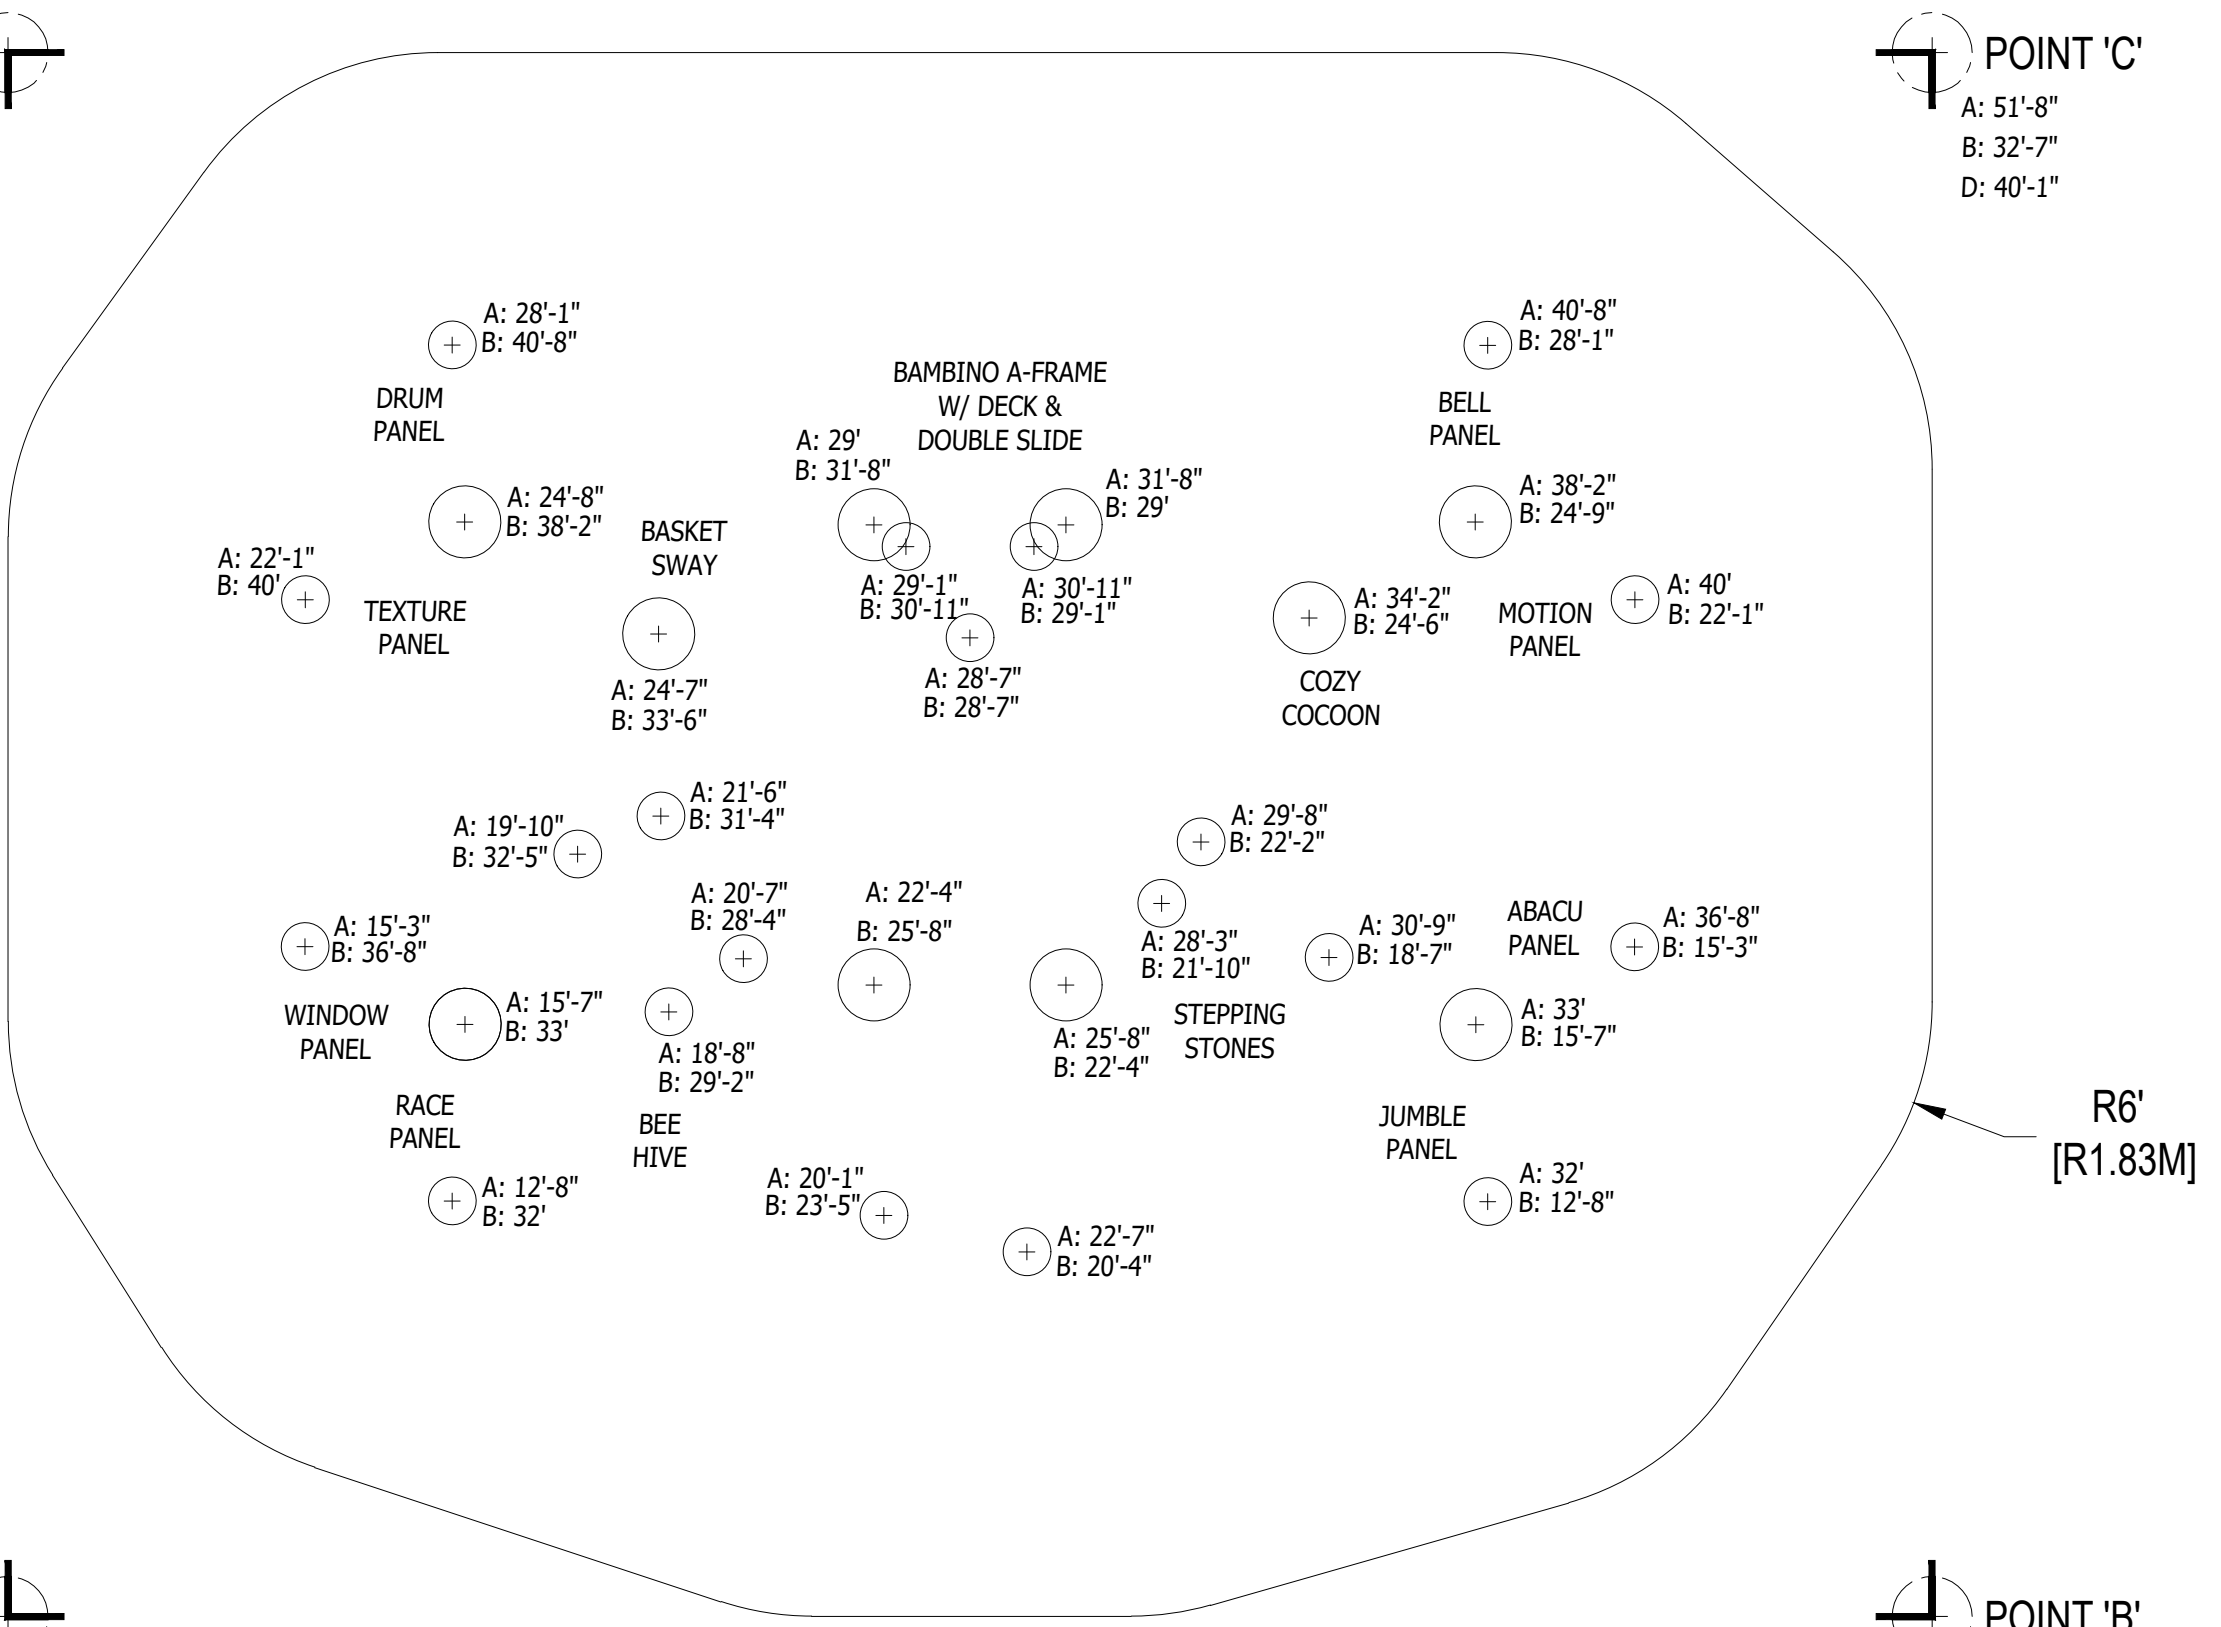 POINT 'C'
A: 51'-8"
B: 32'-7"
D: 40'-1"
A: 28'-1"
B: 40'-8"
DRUM
PANEL
BAMBINO A-FRAME
W/ DECK &
DOUBLE SLIDE
A: 40'-8"
B: 28'-1"
BELL
PANEL
A: 29'
B: 31'-8"
A: 31'-8"
B: 29'
A: 24'-8"
B: 38'-2"
A: 38'-2"
B: 24'-9"
BASKET
SWAY
A: 22'-1"
B: 40'
TEXTURE
PANEL
A: 29'-1"
B: 30'-11"
A: 30'-11"
B: 29'-1"
A: 34'-2"
B: 24'-6"
MOTION
PANEL
A: 40'
B: 22'-1"
A: 24'-7"
B: 33'-6"
A: 28'-7"
B: 28'-7"
COZY
COCOON
A: 21'-6"
B: 31'-4"
A: 19'-10"
B: 32'-5"
A: 29'-8"
B: 22'-2"
A: 20'-7"
B: 28'-4"
A: 22'-4"
B: 25'-8"
A: 15'-3"
B: 36'-8"
A: 28'-3"
B: 21'-10"
A: 30'-9"
B: 18'-7"
ABACU
PANEL
A: 36'-8"
B: 15'-3"
WINDOW
PANEL
A: 15'-7"
B: 33'
A: 18'-8"
B: 29'-2"
A: 25'-8"
B: 22'-4"
STEPPING
STONES
A: 33'
B: 15'-7"
RACE
PANEL
BEE
HIVE
JUMBLE
PANEL
R6'
[R1.83M]
A: 12'-8"
B: 32'
A: 20'-1"
B: 23'-5"
A: 22'-7"
B: 20'-4"
A: 32'
B: 12'-8"
POINT 'B'